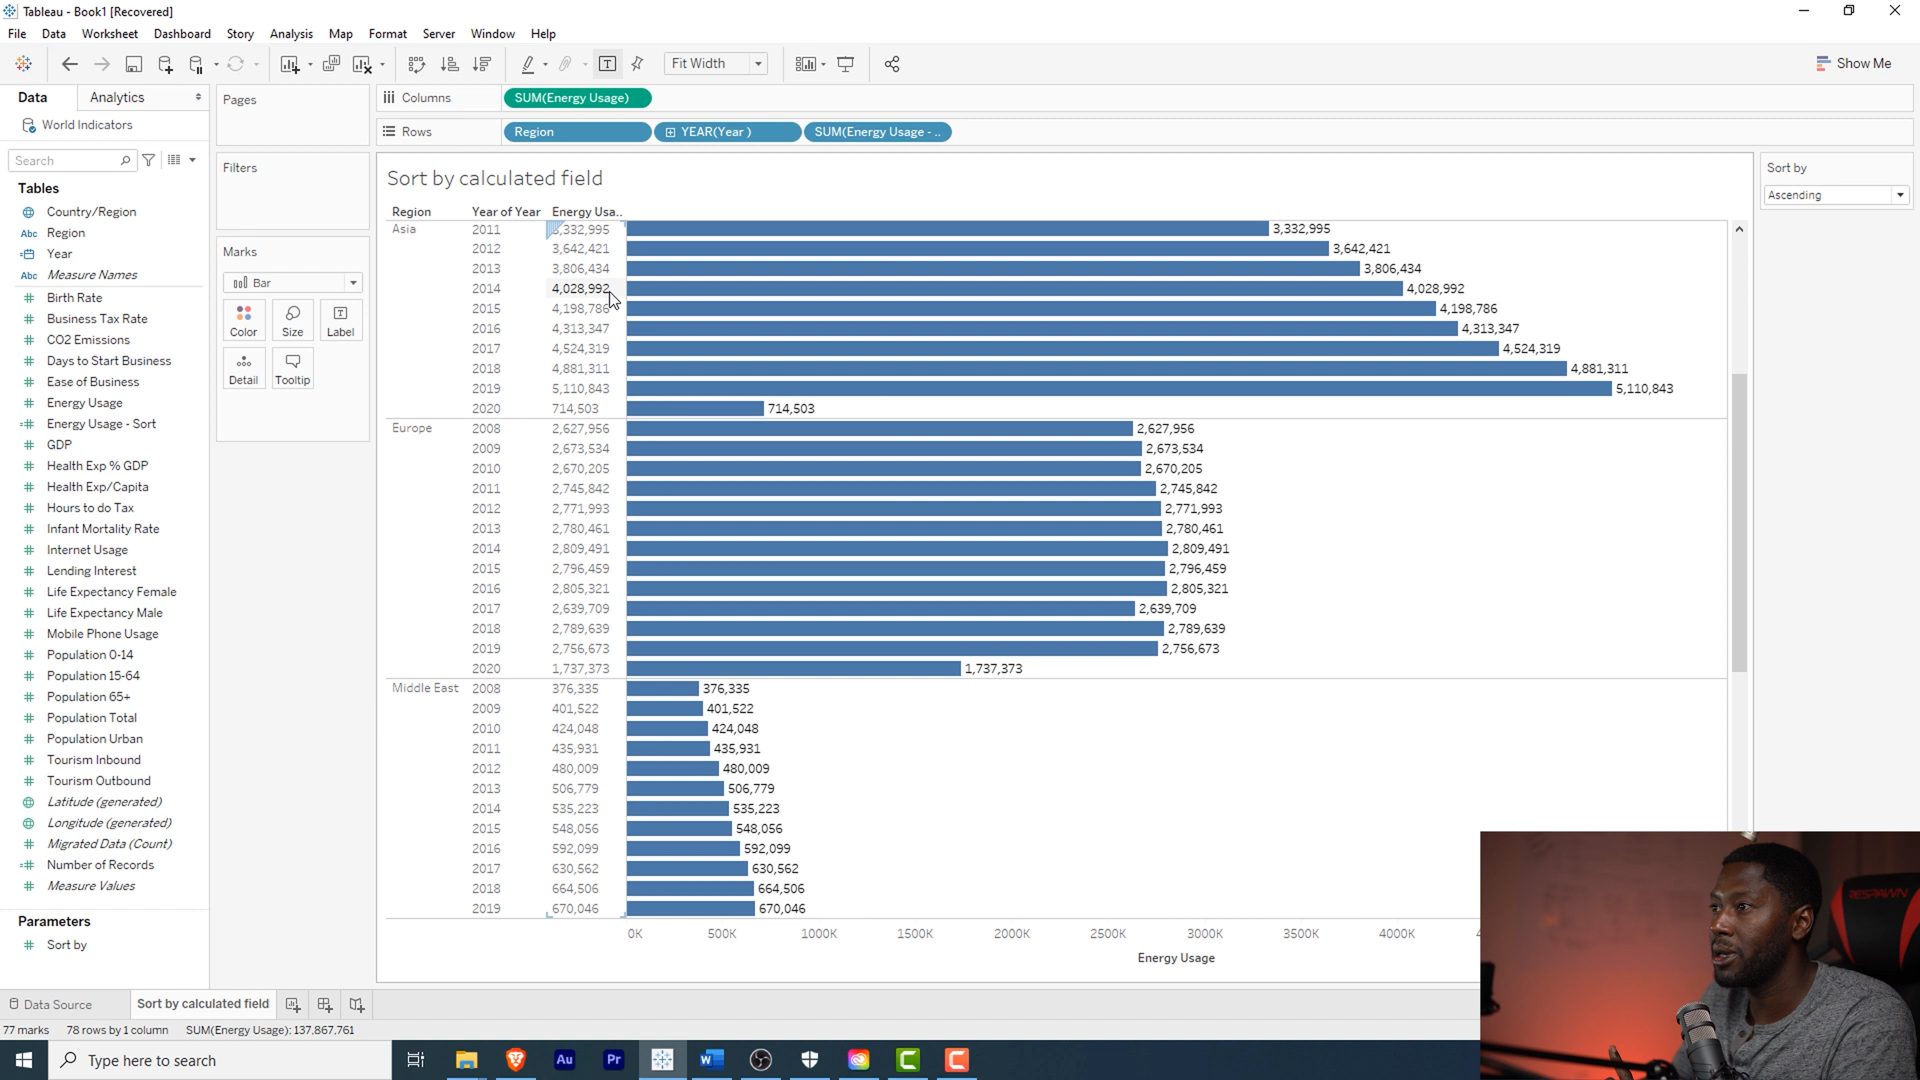 Tableau - Book1 [Recovered]
File Data Worksheet Dashboard Story Analysis Map Format Server Window Help
Fit Width
Show Me
Data Analytics
World Indicators
Search
Tables
Country/Region
Abc Region
Year
Abc Measure Names
Birth Rate
Business Tax Rate
CO2 Emissions
Days to Start Business
Ease of Business
Energy Usage
Energy Usage - Sort
GDP
Health Exp % GDP
Health Exp/Capita
Hours to do Tax
Infant Mortality Rate
Internet Usage
Lending Interest
Life Expectancy Female
Life Expectancy Male
Mobile Phone Usage
Population 0-14
Population 15-64
Population 65+
Population Total
Population Urban
Tourism Inbound
Tourism Outbound
Latitude (generated)
Longitude (generated)
Migrated Data (Count)
Number of Records
Measure Values
Parameters
Sort by
Pages
Filters
Marks
Bar
Color Size Label
Detail Tooltip
Columns SUM(Energy Usage)
Rows Region YEAR(Year ) SUM(Energy Usage - ..
Sort by calculated field
Region Year of Year Energy Usa..
Asia 2011 3,332,995 3,332,995
2012 3,642,421 3,642,421
2013 3,806,434 3,806,434
2014 4,028,992 4,028,992
2015 4,198,786 4,198,786
2016 4,313,347 4,313,347
2017 4,524,319 4,524,319
2018 4,881,311 4,881,311
2019 5,110,843 5,110,843
2020 714,503 714,503
Europe 2008 2,627,956 2,627,956
2009 2,673,534 2,673,534
2010 2,670,205 2,670,205
2011 2,745,842 2,745,842
2012 2,771,993 2,771,993
2013 2,780,461 2,780,461
2014 2,809,491 2,809,491
2015 2,796,459 2,796,459
2016 2,805,321 2,805,321
2017 2,639,709 2,639,709
2018 2,789,639 2,789,639
2019 2,756,673 2,756,673
2020 1,737,373 1,737,373
Middle East 2008 376,335 376,335
2009 401,522 401,522
2010 424,048 424,048
2011 435,931 435,931
2012 480,009 480,009
2013 506,779 506,779
2014 535,223 535,223
2015 548,056 548,056
2016 592,099 592,099
2017 630,562 630,562
2018 664,506 664,506
2019 670,046 670,046
0K 500K 1000K 1500K 2000K 2500K 3000K 3500K 4000K
Energy Usage
Sort by
Ascending
RESPAWN
Data Source Sort by calculated field
77 marks 78 rows by 1 column SUM(Energy Usage): 137,867,761
Type here to search
Au Pr W